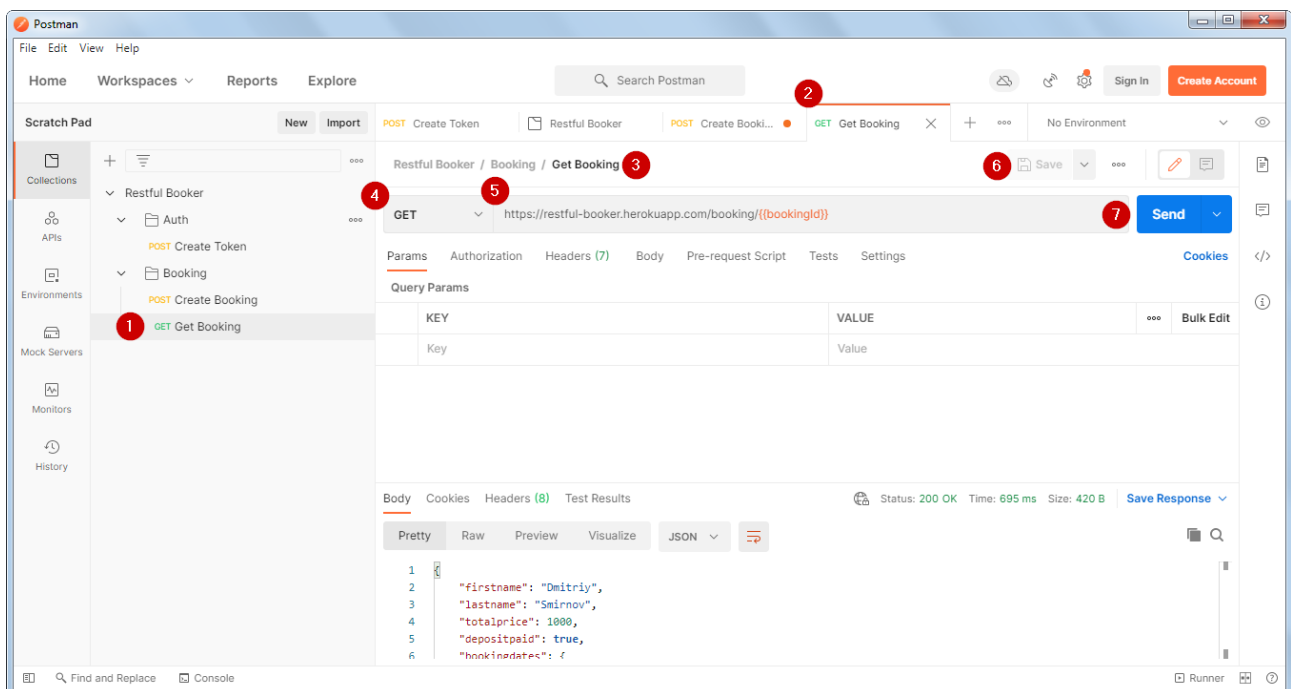 Postman
File Edit View Help
Home Workspaces Reports Explore Search Postman Sign In Create Account
2
Scratch Pad New Import POST Create Token Restful Booker POST Create Booki... GET Get Booking No Environment
Collections
Restful Booker / Booking / Get Booking 3 6 Save
Restful Booker
4 5
APIs
Auth
GET https://restful-booker.herokuapp.com/booking/{{bookingId}} 7 Send
POST Create Token
Params Authorization Headers (7) Body Pre-request Script Tests Settings Cookies
Environments
Booking
Query Params
POST Create Booking
KEY VALUE Bulk Edit
1 GET Get Booking
Key Value
Mock Servers
Monitors
History
Body Cookies Headers (8) Test Results Status: 200 OK Time: 695 ms Size: 420 B Save Response
Pretty Raw Preview Visualize JSON
1 {
2 "firstname": "Dmitriy",
3 "lastname": "Smirnov",
4 "totalprice": 1000,
5 "depositpaid": true,
6 "bookingdates": {
Find and Replace Console Runner